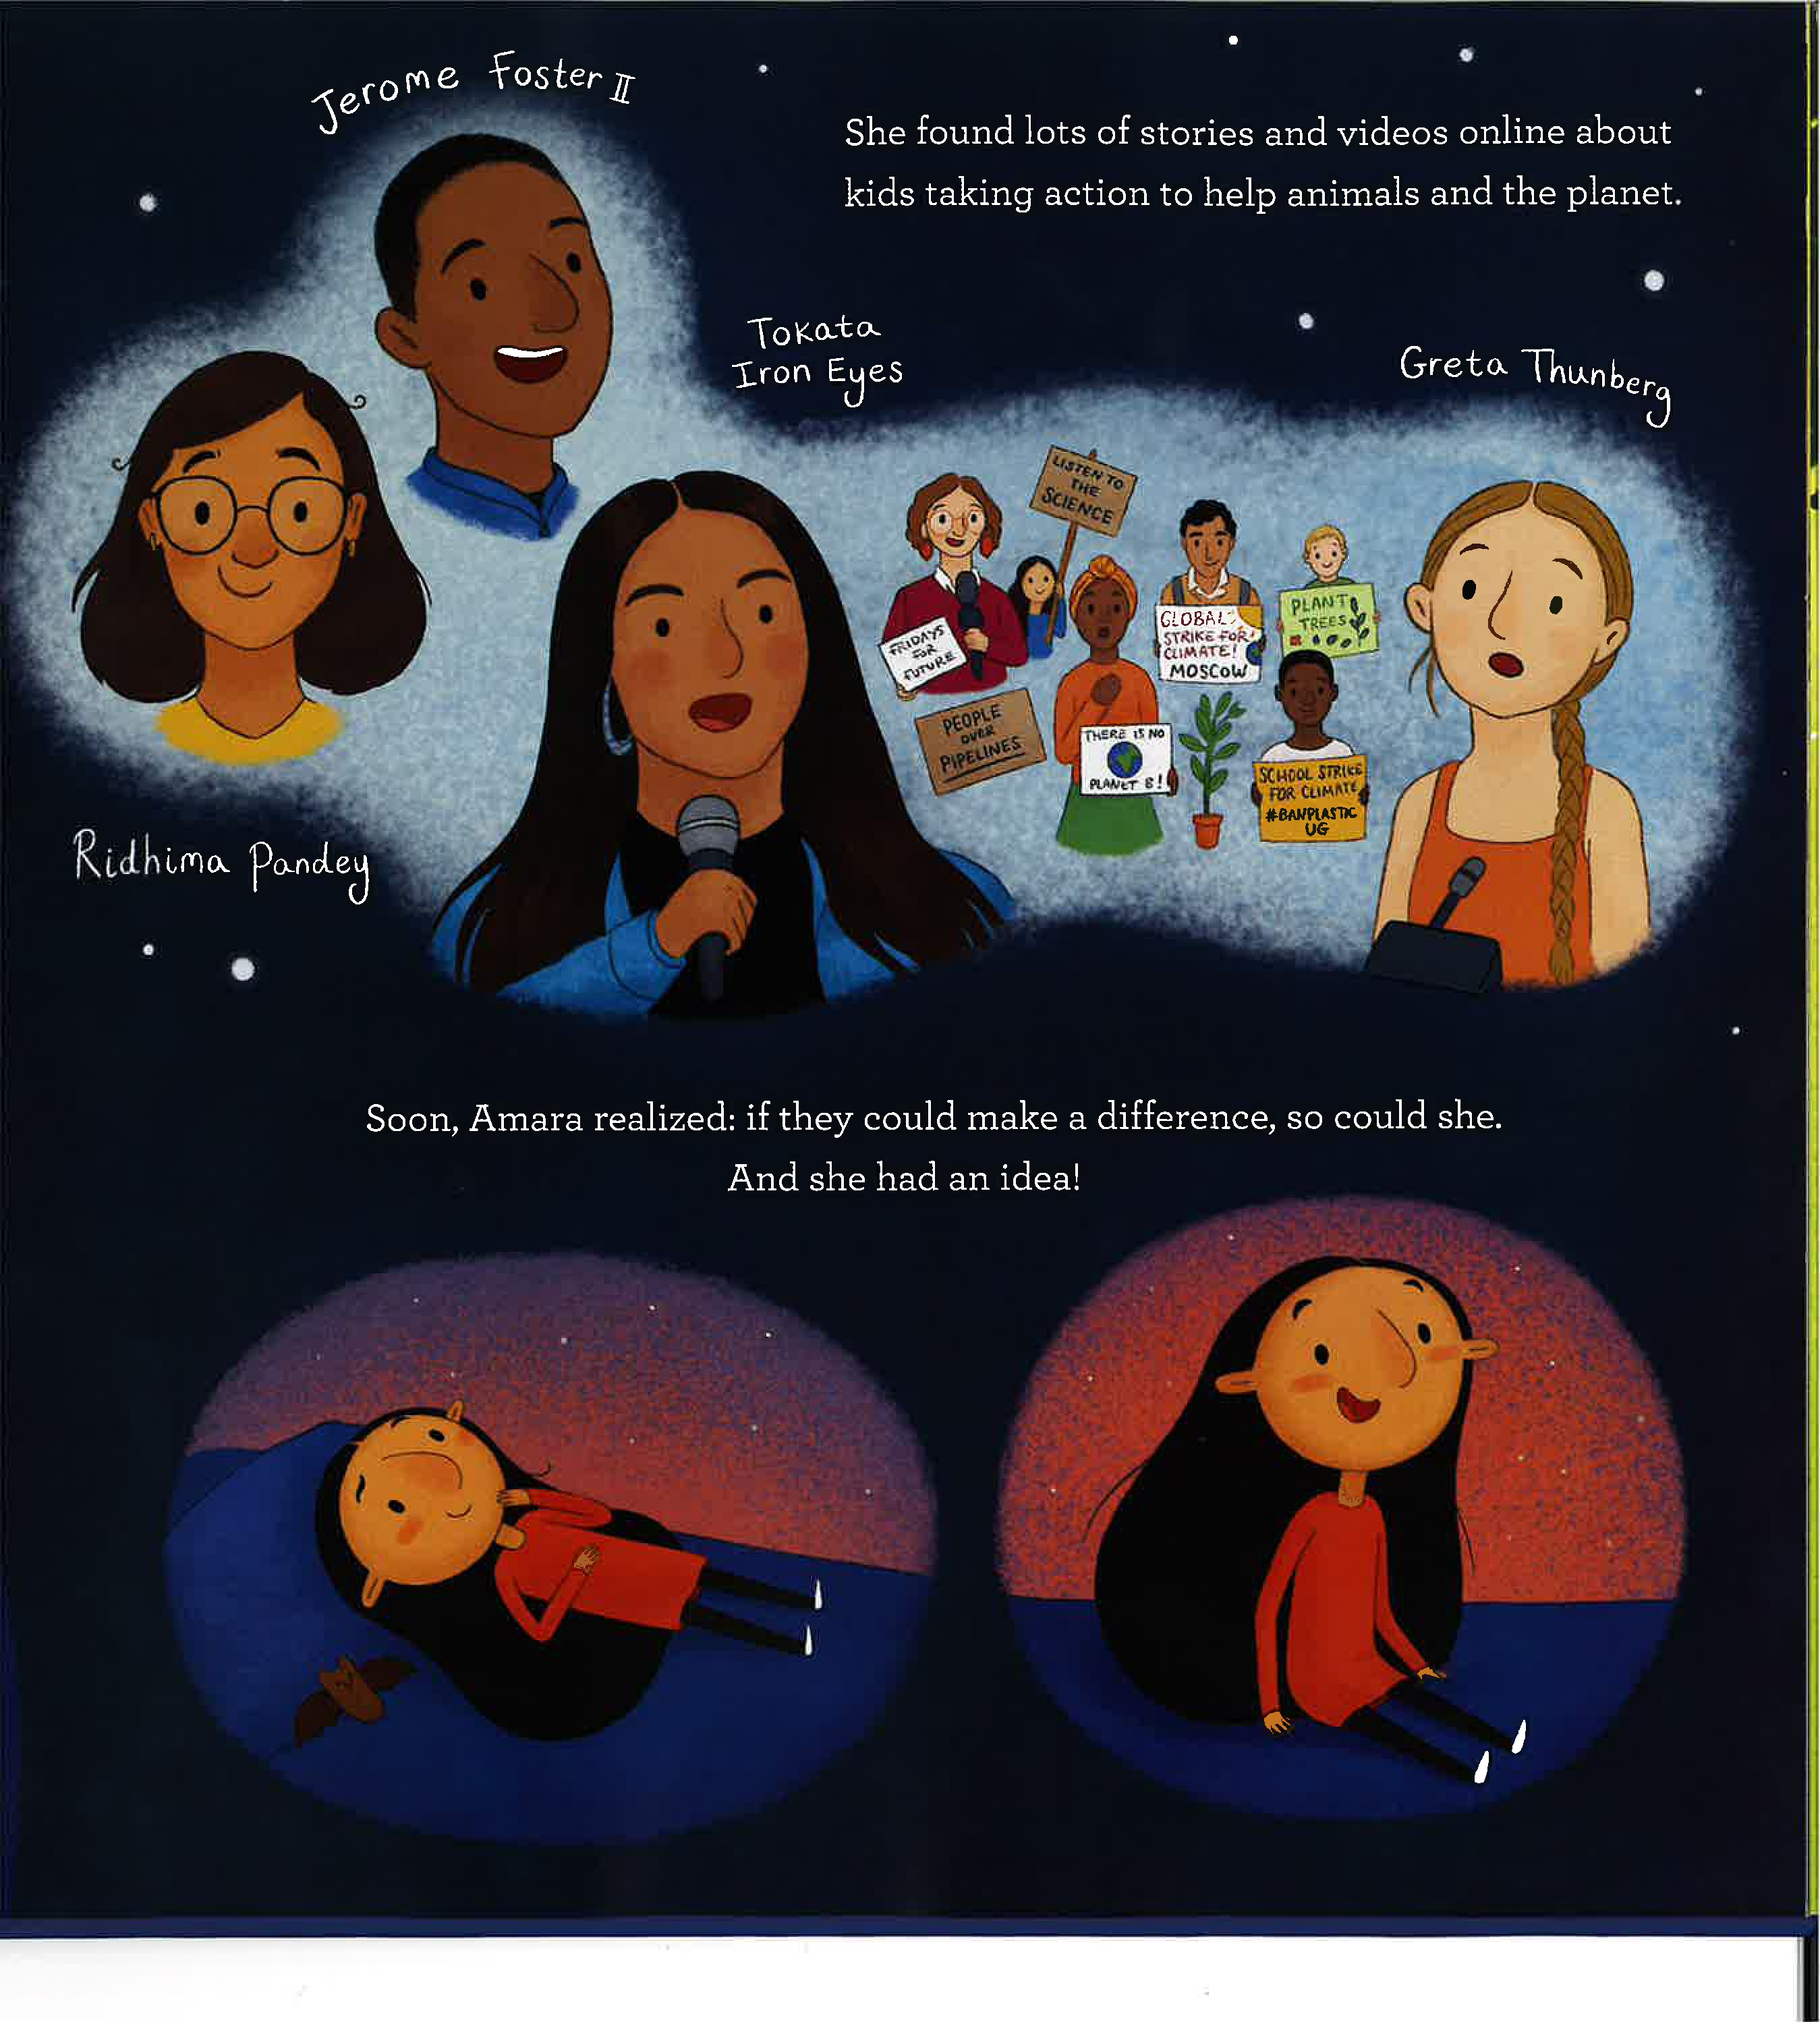 Jerome Foster II
She found lots of stories and videos online about
kids taking action to help animals and the planet.
Tokata
Iron Eyes
Greta Thunberg
LISTEN TO
THE
SCIENCE
FRIDAYS
FOR
FUTURE
GLOBAL
STRIKE FOR
CLIMATE!
MOSCOW
PLANT
TREES
PEOPLE
OVER
PIPELINES
THERE IS NO
PLANET B!
SCHOOL STRIKE
FOR CLIMATE
#BANPLASTIC
UG
Ridhima Pandey
Soon, Amara realized: if they could make a difference, so could she.
And she had an idea!